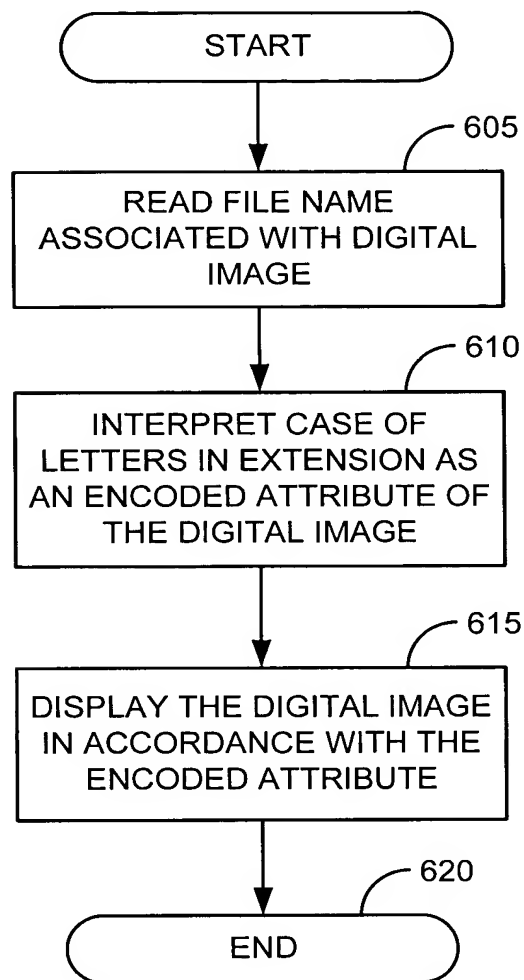 START
605
READ FILE NAME
ASSOCIATED WITH DIGITAL
IMAGE
610
INTERPRET CASE OF
LETTERS IN EXTENSION AS
AN ENCODED ATTRIBUTE OF
THE DIGITAL IMAGE
615
DISPLAY THE DIGITAL IMAGE
IN ACCORDANCE WITH THE
ENCODED ATTRIBUTE
620
END